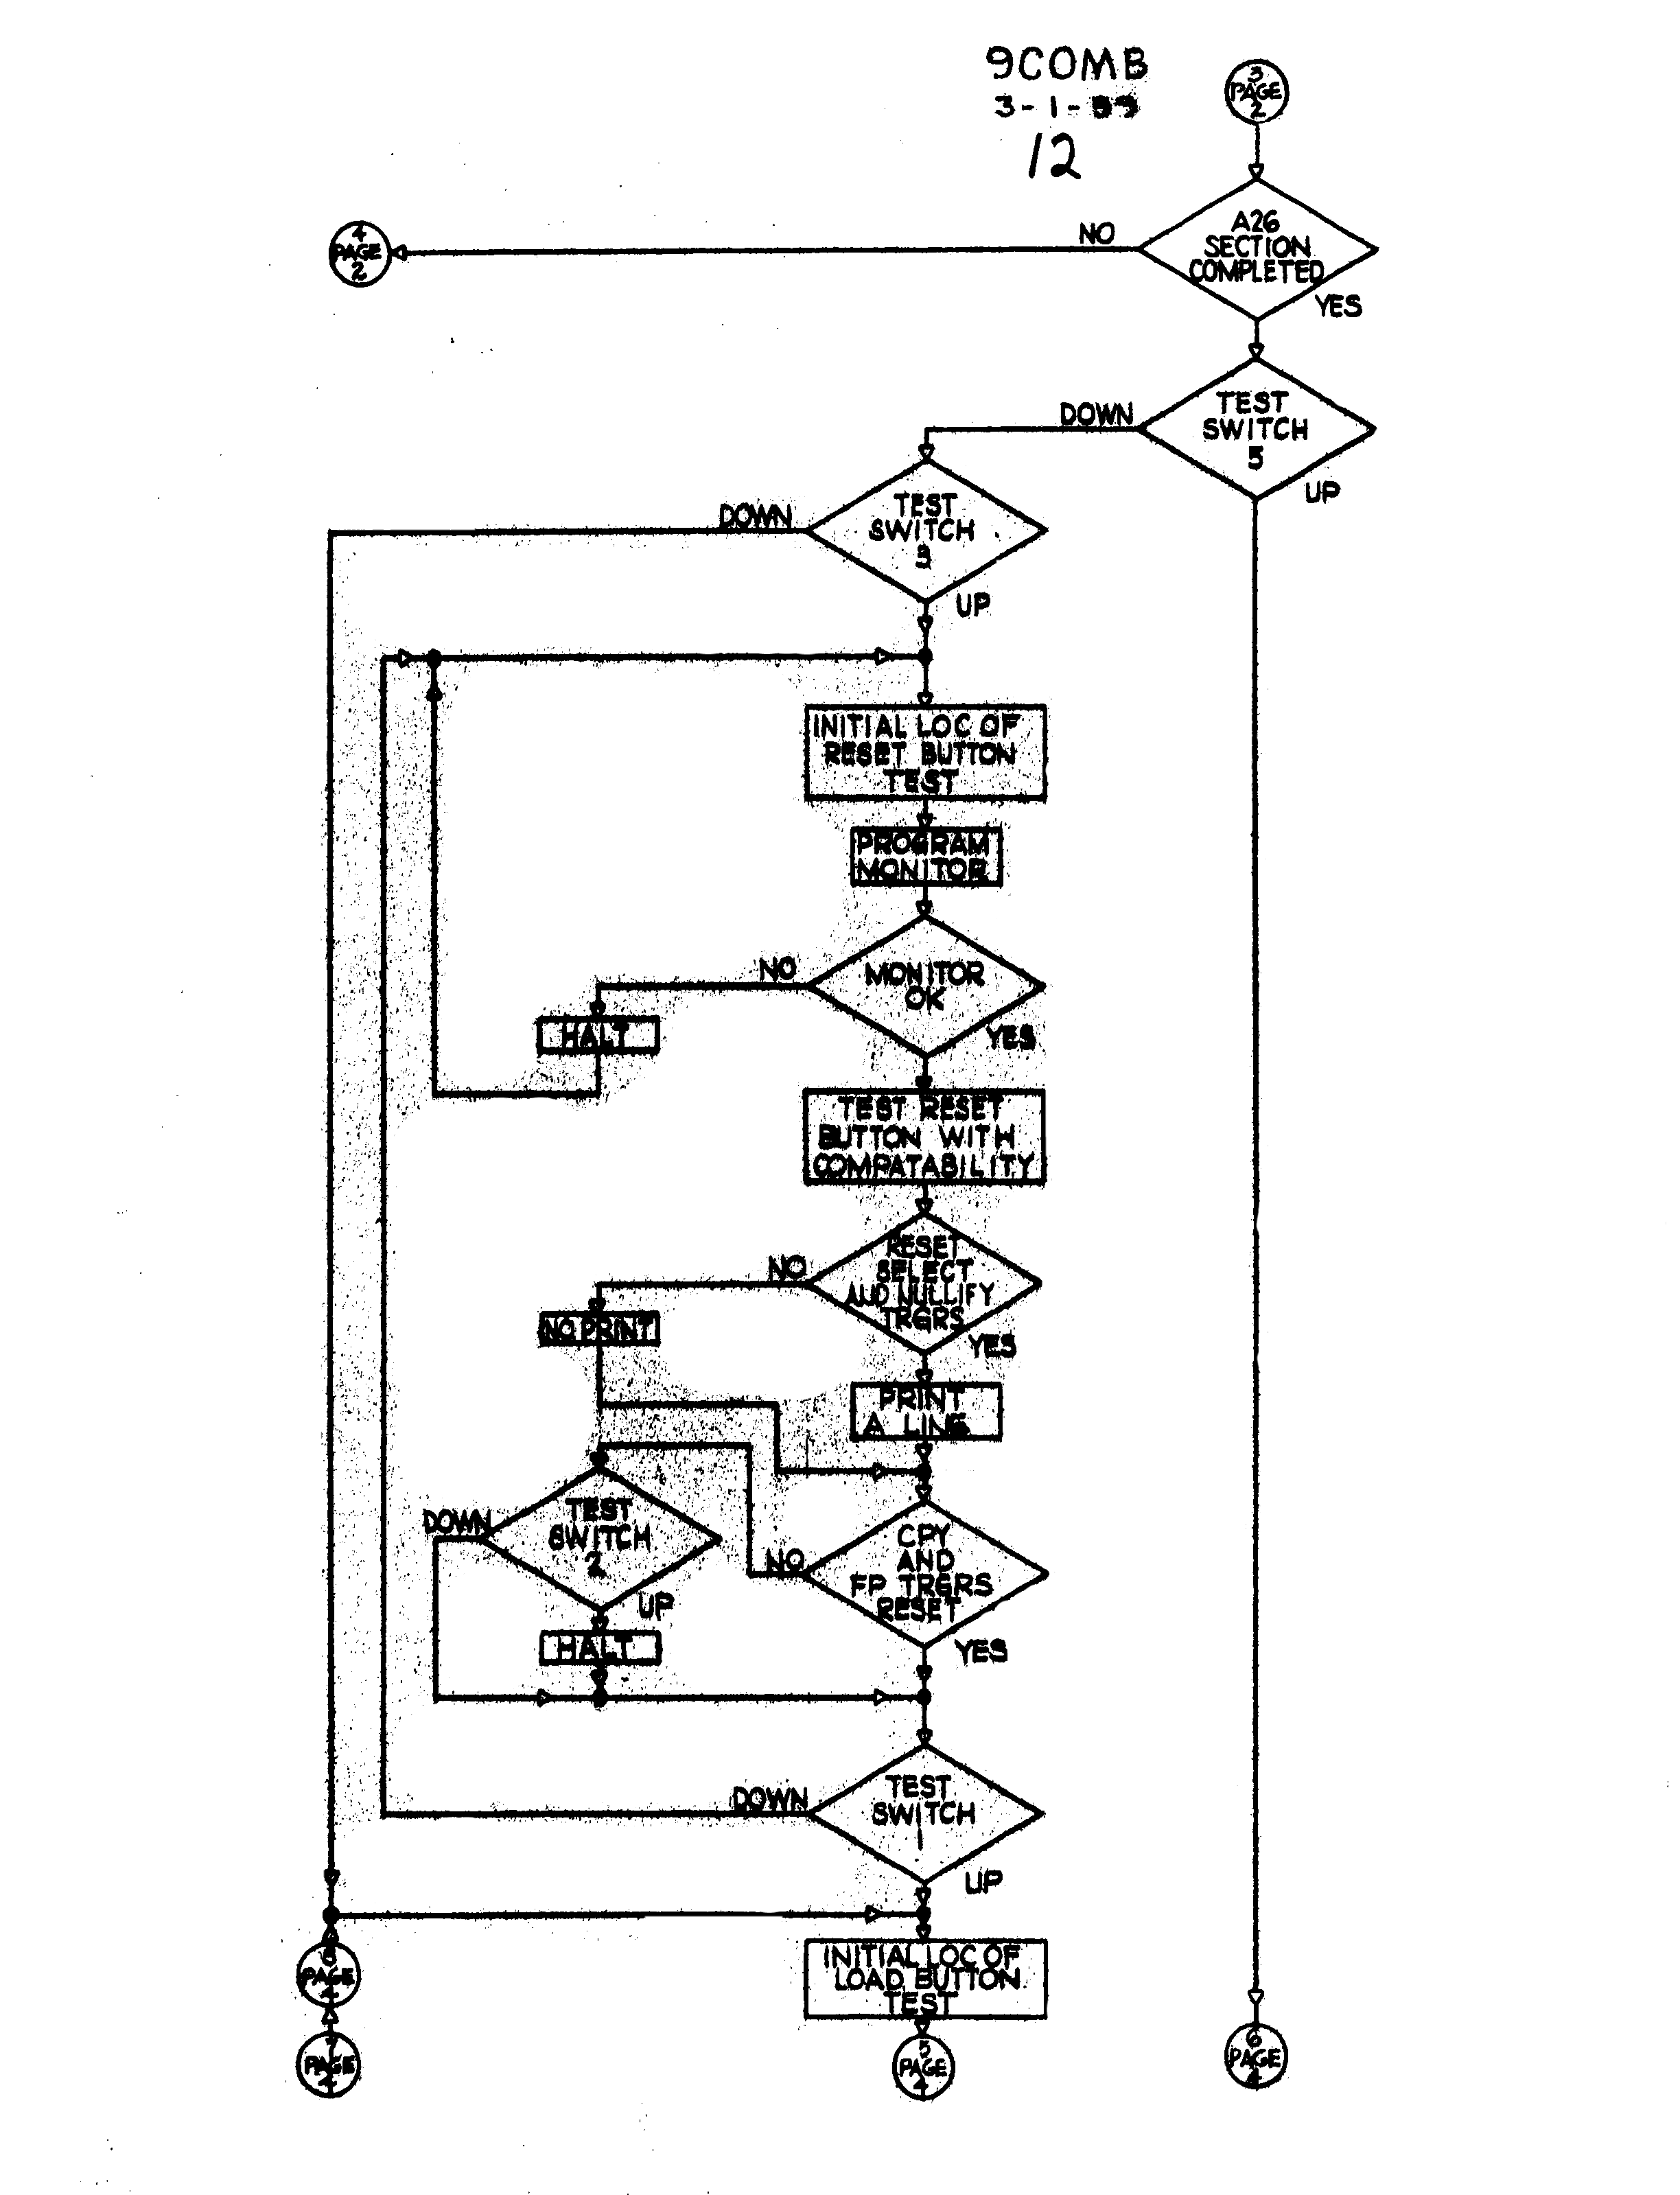 9COMB
3-1-59
12
3
PAGE
2
A26
SECTION
COMPLETED
NO
YES
4
PAGE
2
TEST
SWITCH
5
DOWN
UP
TEST
SWITCH
3
DOWN
UP
INITIAL LOC OF
RESET BUTTON
TEST
PROGRAM
MONITOR
MONITOR
OK
NO
YES
HALT
TEST RESET
BUTTON WITH
COMPATABILITY
RESET
SELECT
AND NULLIFY
TRGRS
NO
YES
NO PRINT
PRINT
A LINE
TEST
SWITCH
2
DOWN
UP
CPY
AND
FP TRGRS
RESET
NO
YES
HALT
TEST
SWITCH
1
DOWN
UP
INITIAL LOC OF
LOAD BUTTON
TEST
PAGE
4
7
PAGE
4
5
PAGE
4
6
PAGE
4